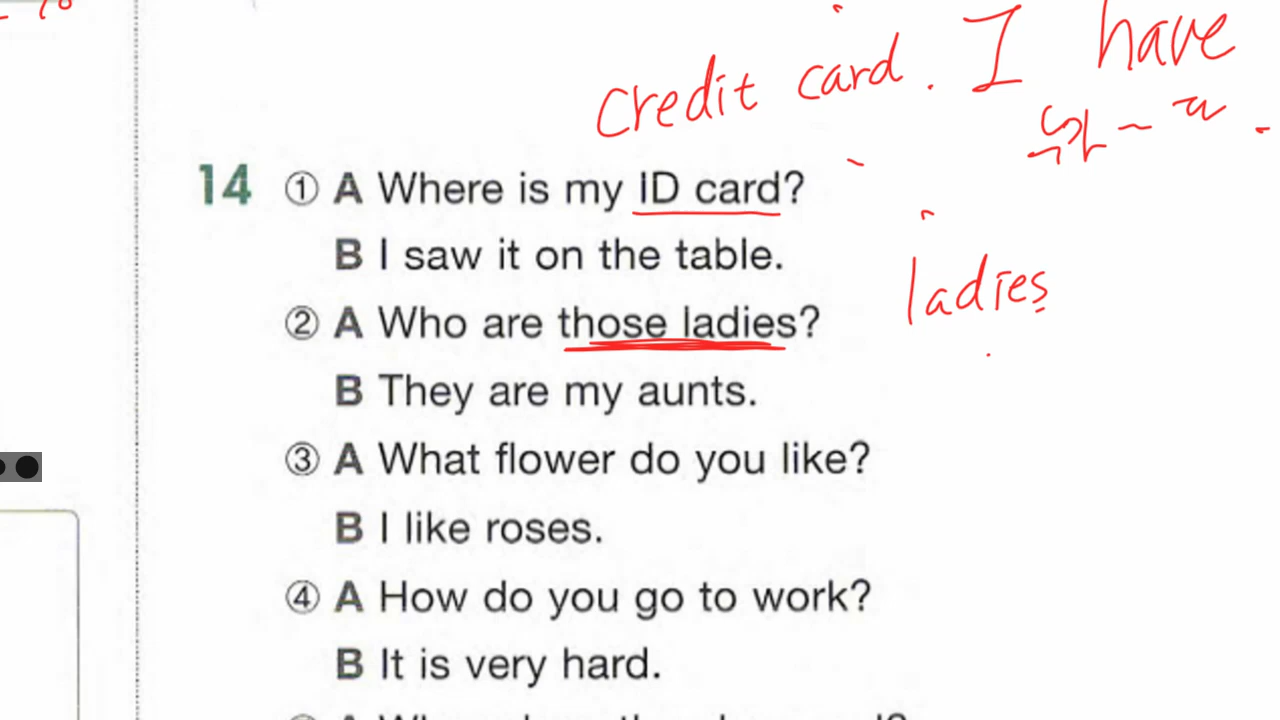 credit card. I have
14 ① A Where is my ID card?
B I saw it on the table.
② A Who are those ladies?
ladies
B They are my aunts.
③ A What flower do you like?
B I like roses.
④ A How do you go to work?
B It is very hard.